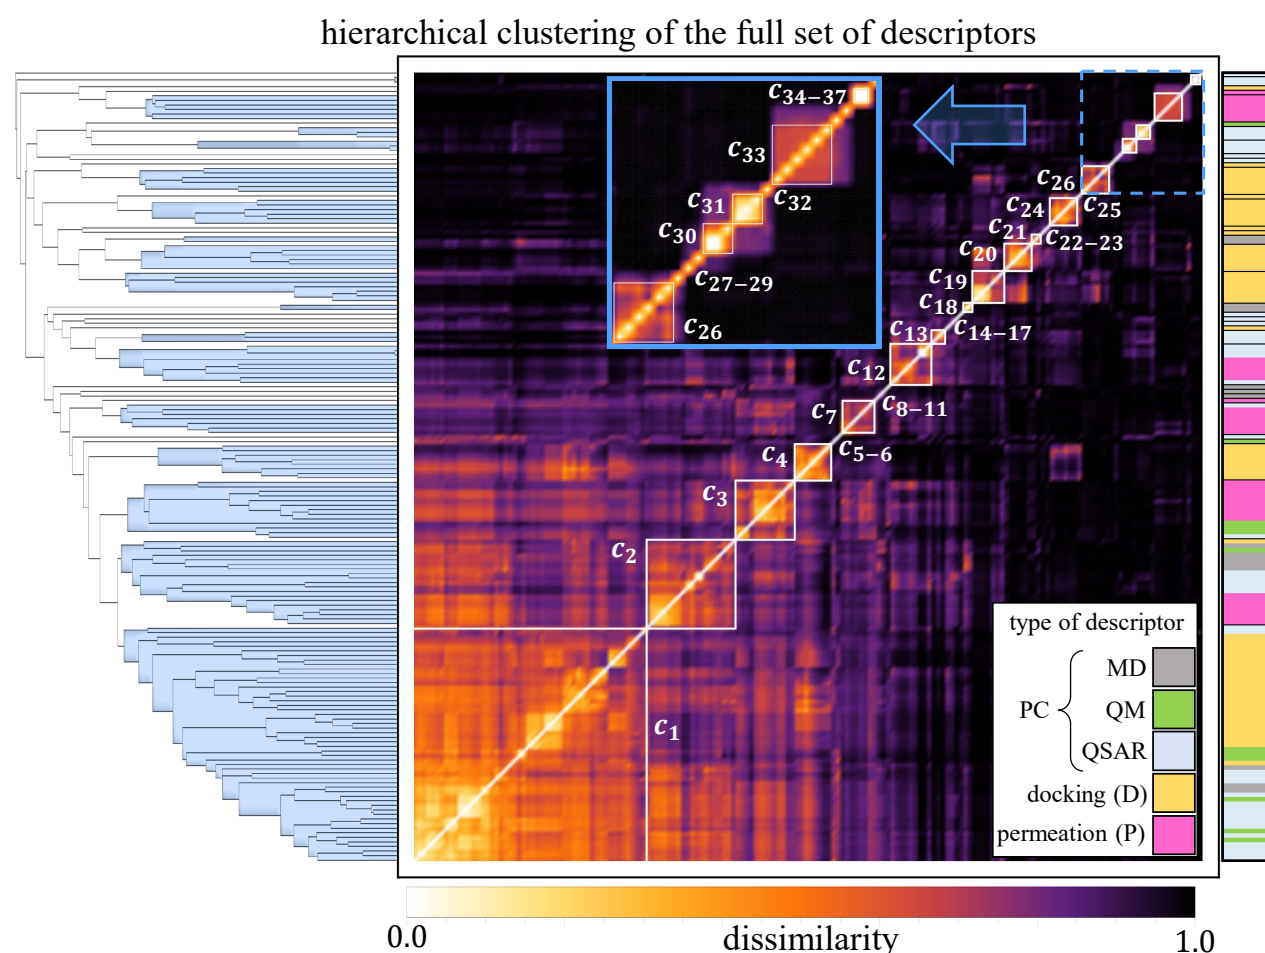 hierarchical clustering of the full set of descriptors
c34−37
c33
c32
c31
c30
c27−29
c26
c26
c25
c24
c22−23
c21
c20
c19
c18
c14−17
c13
c12
c8−11
c7
c5−6
c4
c3
c2
c1
type of descriptor
MD
PC
QM
QSAR
docking (D)
permeation (P)
0.0
dissimilarity
1.0